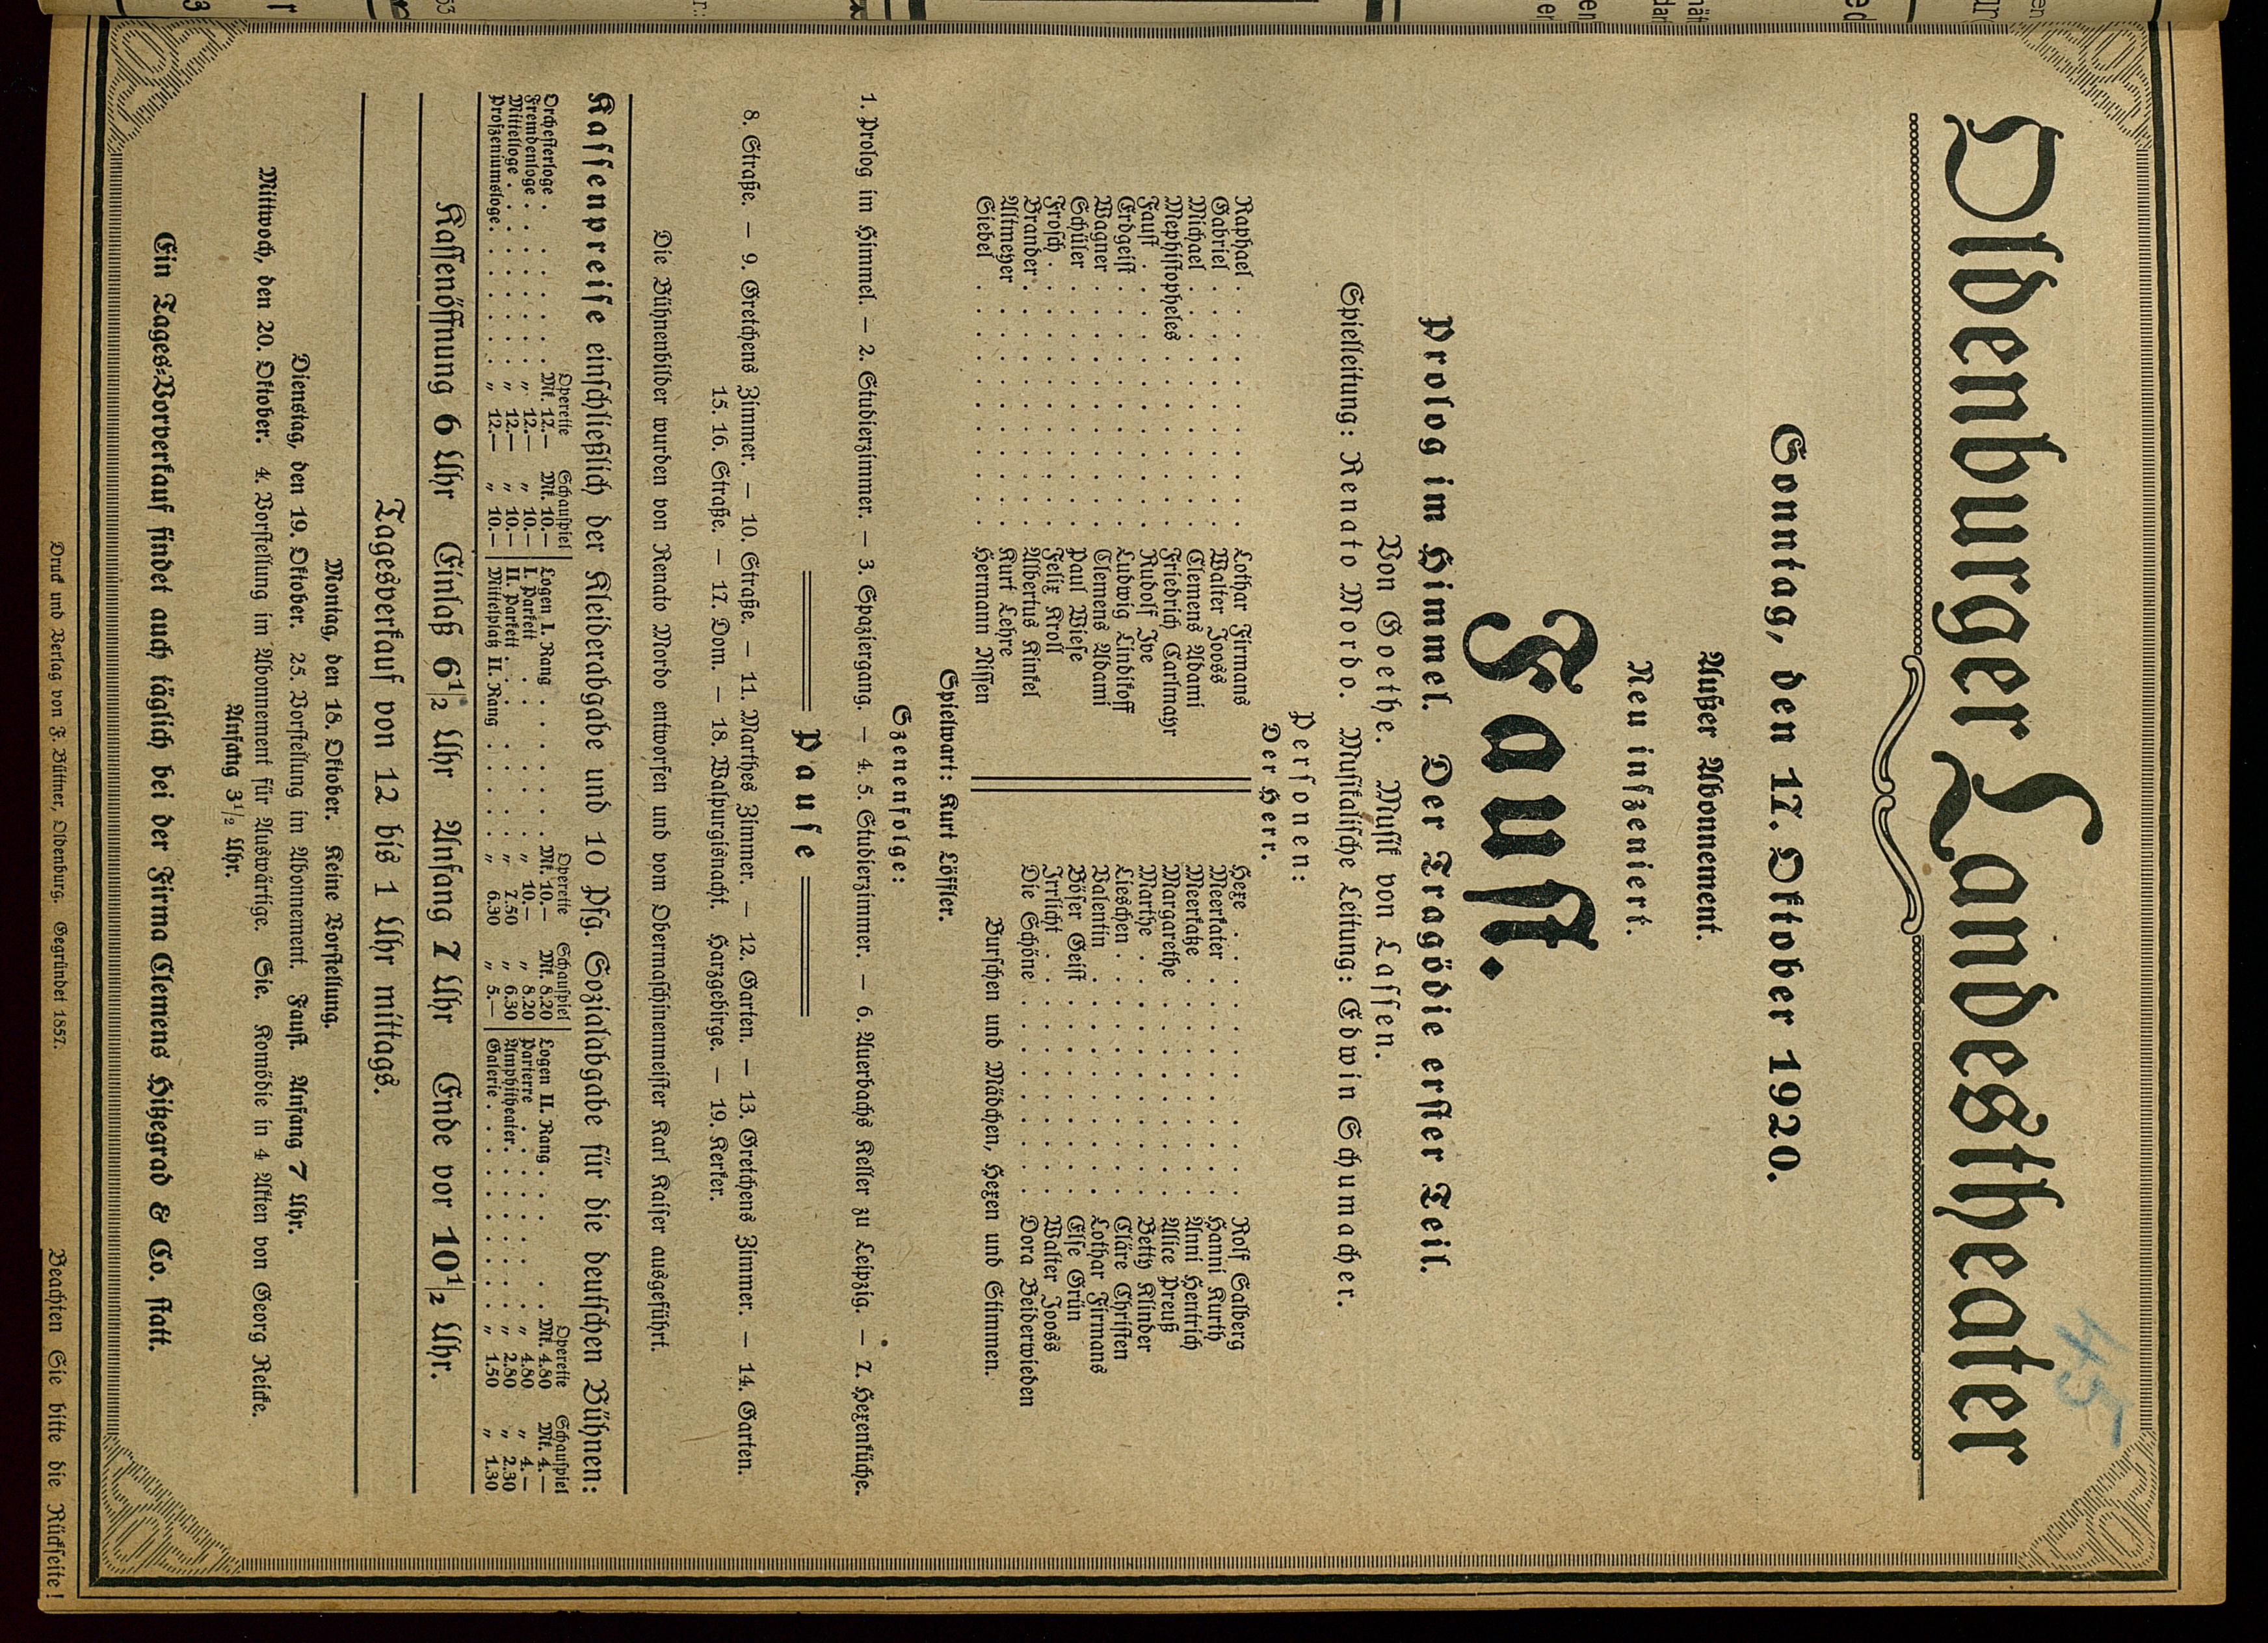 45
Oldenburger Landestheater
Sonntag, den 17. Oktober 1920.
Außer Abonnement.
Neu inszeniert.
Faust.
Prolog im Himmel. Der Tragödie erster Teil.
Von Goethe. Musik von Lassen.
Spielleitung: Renato Mordo. Musikalische Leitung: Edwin Schumacher.
Personen:
Der Herr.
Raphael . . . . . . . . . . . Lothar Firmans
Gabriel . . . . . . . . . . . Walter Jooss
Michael . . . . . . . . . . . Clemens Adami
Mephistopheles . . . . . . . . Friedrich Carlmayr
Faust . . . . . . . . . . . . Rudolf Ibe
Erdgeist . . . . . . . . . . . Ludwig Lindikoff
Wagner . . . . . . . . . . . Clemens Adami
Schüler . . . . . . . . . . . Paul Wiese
Frosch . . . . . . . . . . . . Felix Kroll
Brander . . . . . . . . . . . Albertus Kinkel
Altmeyer . . . . . . . . . . . Kurt Lehre
Siebel . . . . . . . . . . . . Hermann Nissen
Hexe . . . . . . . . . . . . Rolf Salberg
Meerkater . . . . . . . . . . Hanni Kurth
Meerkatze . . . . . . . . . . Anni Hentrich
Margarethe . . . . . . . . . . Alice Preuß
Marthe . . . . . . . . . . . Betty Klinder
Lieschen . . . . . . . . . . . Cläre Christen
Valentin . . . . . . . . . . . Lothar Firmans
Böser Geist . . . . . . . . . . Else Grün
Irrlicht . . . . . . . . . . . Walter Jooss
Die Schöne . . . . . . . . . . Dora Beiderwieden
Burschen und Mädchen, Hexen und Stimmen.
Spielwart: Kurt Löffler.
Szenenfolge:
1. Prolog im Himmel. — 2. Studierzimmer. — 3. Spaziergang. — 4. 5. Studierzimmer. — 6. Auerbachs Keller zu Leipzig. — 7. Hexenküche.
Pause
8. Straße. — 9. Gretchens Zimmer. — 10. Straße. — 11. Marthes Zimmer. — 12. Garten. — 13. Gretchens Zimmer. — 14. Garten.
15. 16. Straße. — 17. Dom. — 18. Walpurgisnacht. Harzgebirge. — 19. Kerker.
Die Bühnenbilder wurden von Renato Mordo entworfen und vom Obermaschinenmeister Karl Kaiser ausgeführt.
Kassenpreise einschließlich der Kleiderabgabe und 10 Pfg. Sozialabgabe für die deutschen Bühnen:
Operette Schauspiel Operette Schauspiel Operette Schauspiel
Orchesterloge . . . . . Mk. 12.— Mk. 10.— Logen I. Rang . . . . . Mk. 10.— Mk. 8.20 Logen II. Rang . . . . Mk. 4.80 Mk. 4.—
Fremdenloge . . . . . " 12.— " 10.— I. Parkett . . . . . " 10.— " 8.20 Parterre . . . . . " 4.80 " 4.—
Mittelloge . . . . . " 12.— " 10.— II. Parkett . . . . . " 7.50 " 6.30 Amphitheater . . . . . " 2.80 " 2.30
Proszeniumsloge . . . . . " 12.— " 10.— Mittelplatz II. Rang . . . . " 6.30 " 5.— Galerie . . . . . " 1.50 " 1.30
Kassenöffnung 6 Uhr Einlaß 6½ Uhr Anfang 7 Uhr Ende vor 10½ Uhr.
Tagesverkauf von 12 bis 1 Uhr mittags.
Montag, den 18. Oktober. Keine Vorstellung.
Dienstag, den 19. Oktober. 25. Vorstellung im Abonnement. Faust. Anfang 7 Uhr.
Mittwoch, den 20. Oktober. 4. Vorstellung im Abonnement für Auswärtige. Sie. Komödie in 4 Akten von Georg Reicke.
Anfang 3½ Uhr.
Ein Tages-Vorverkauf findet auch täglich bei der Firma Clemens Hitzegrad & Co. statt.
Druck und Verlag von F. Büttner, Oldenburg. Gegründet 1857.
Beachten Sie bitte die Rückseite!